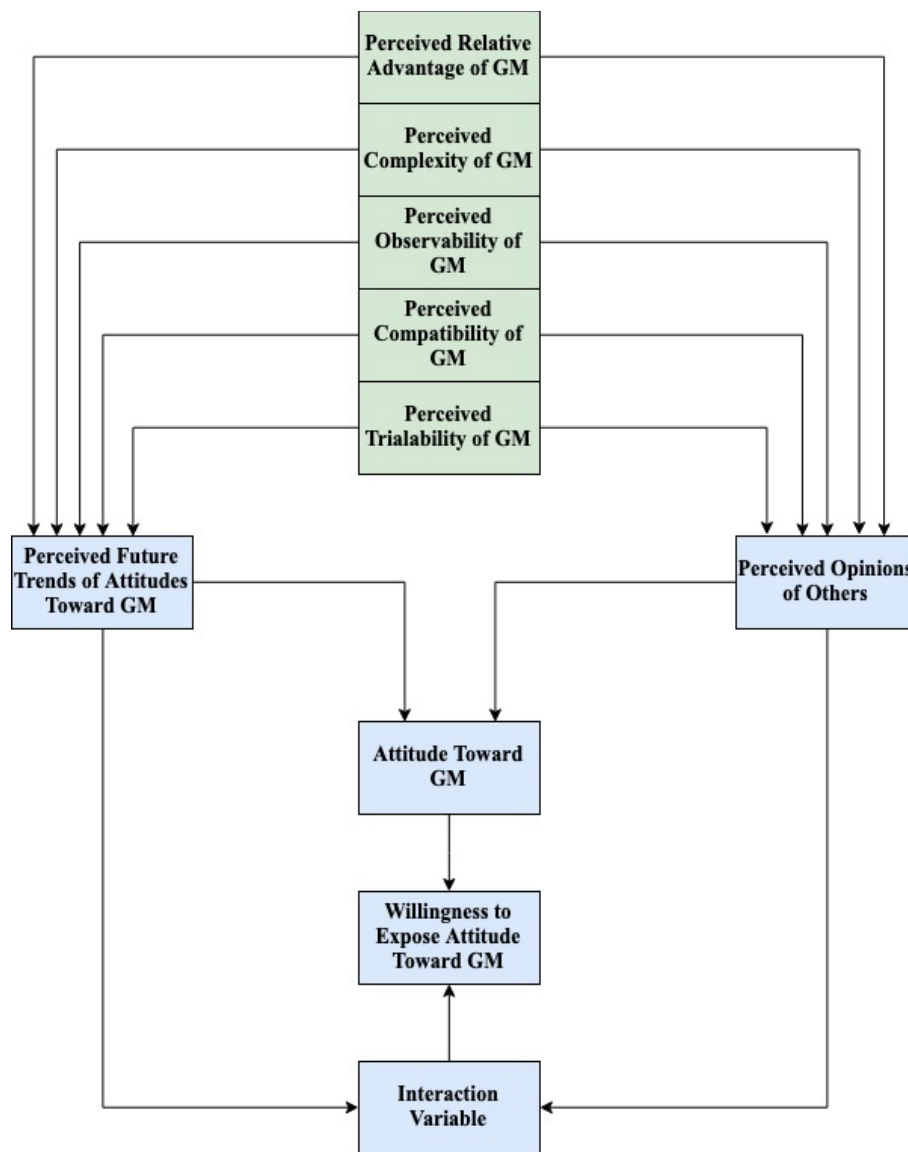 Perceived Relative
Advantage of GM
Perceived
Complexity of GM
Perceived
Observability of
GM
Perceived
Compatibility of
GM
Perceived
Trialability of GM
Perceived Future
Trends of Attitudes
Toward GM
Perceived Opinions
of Others
Attitude Toward
GM
Willingness to
Expose Attitude
Toward GM
Interaction
Variable